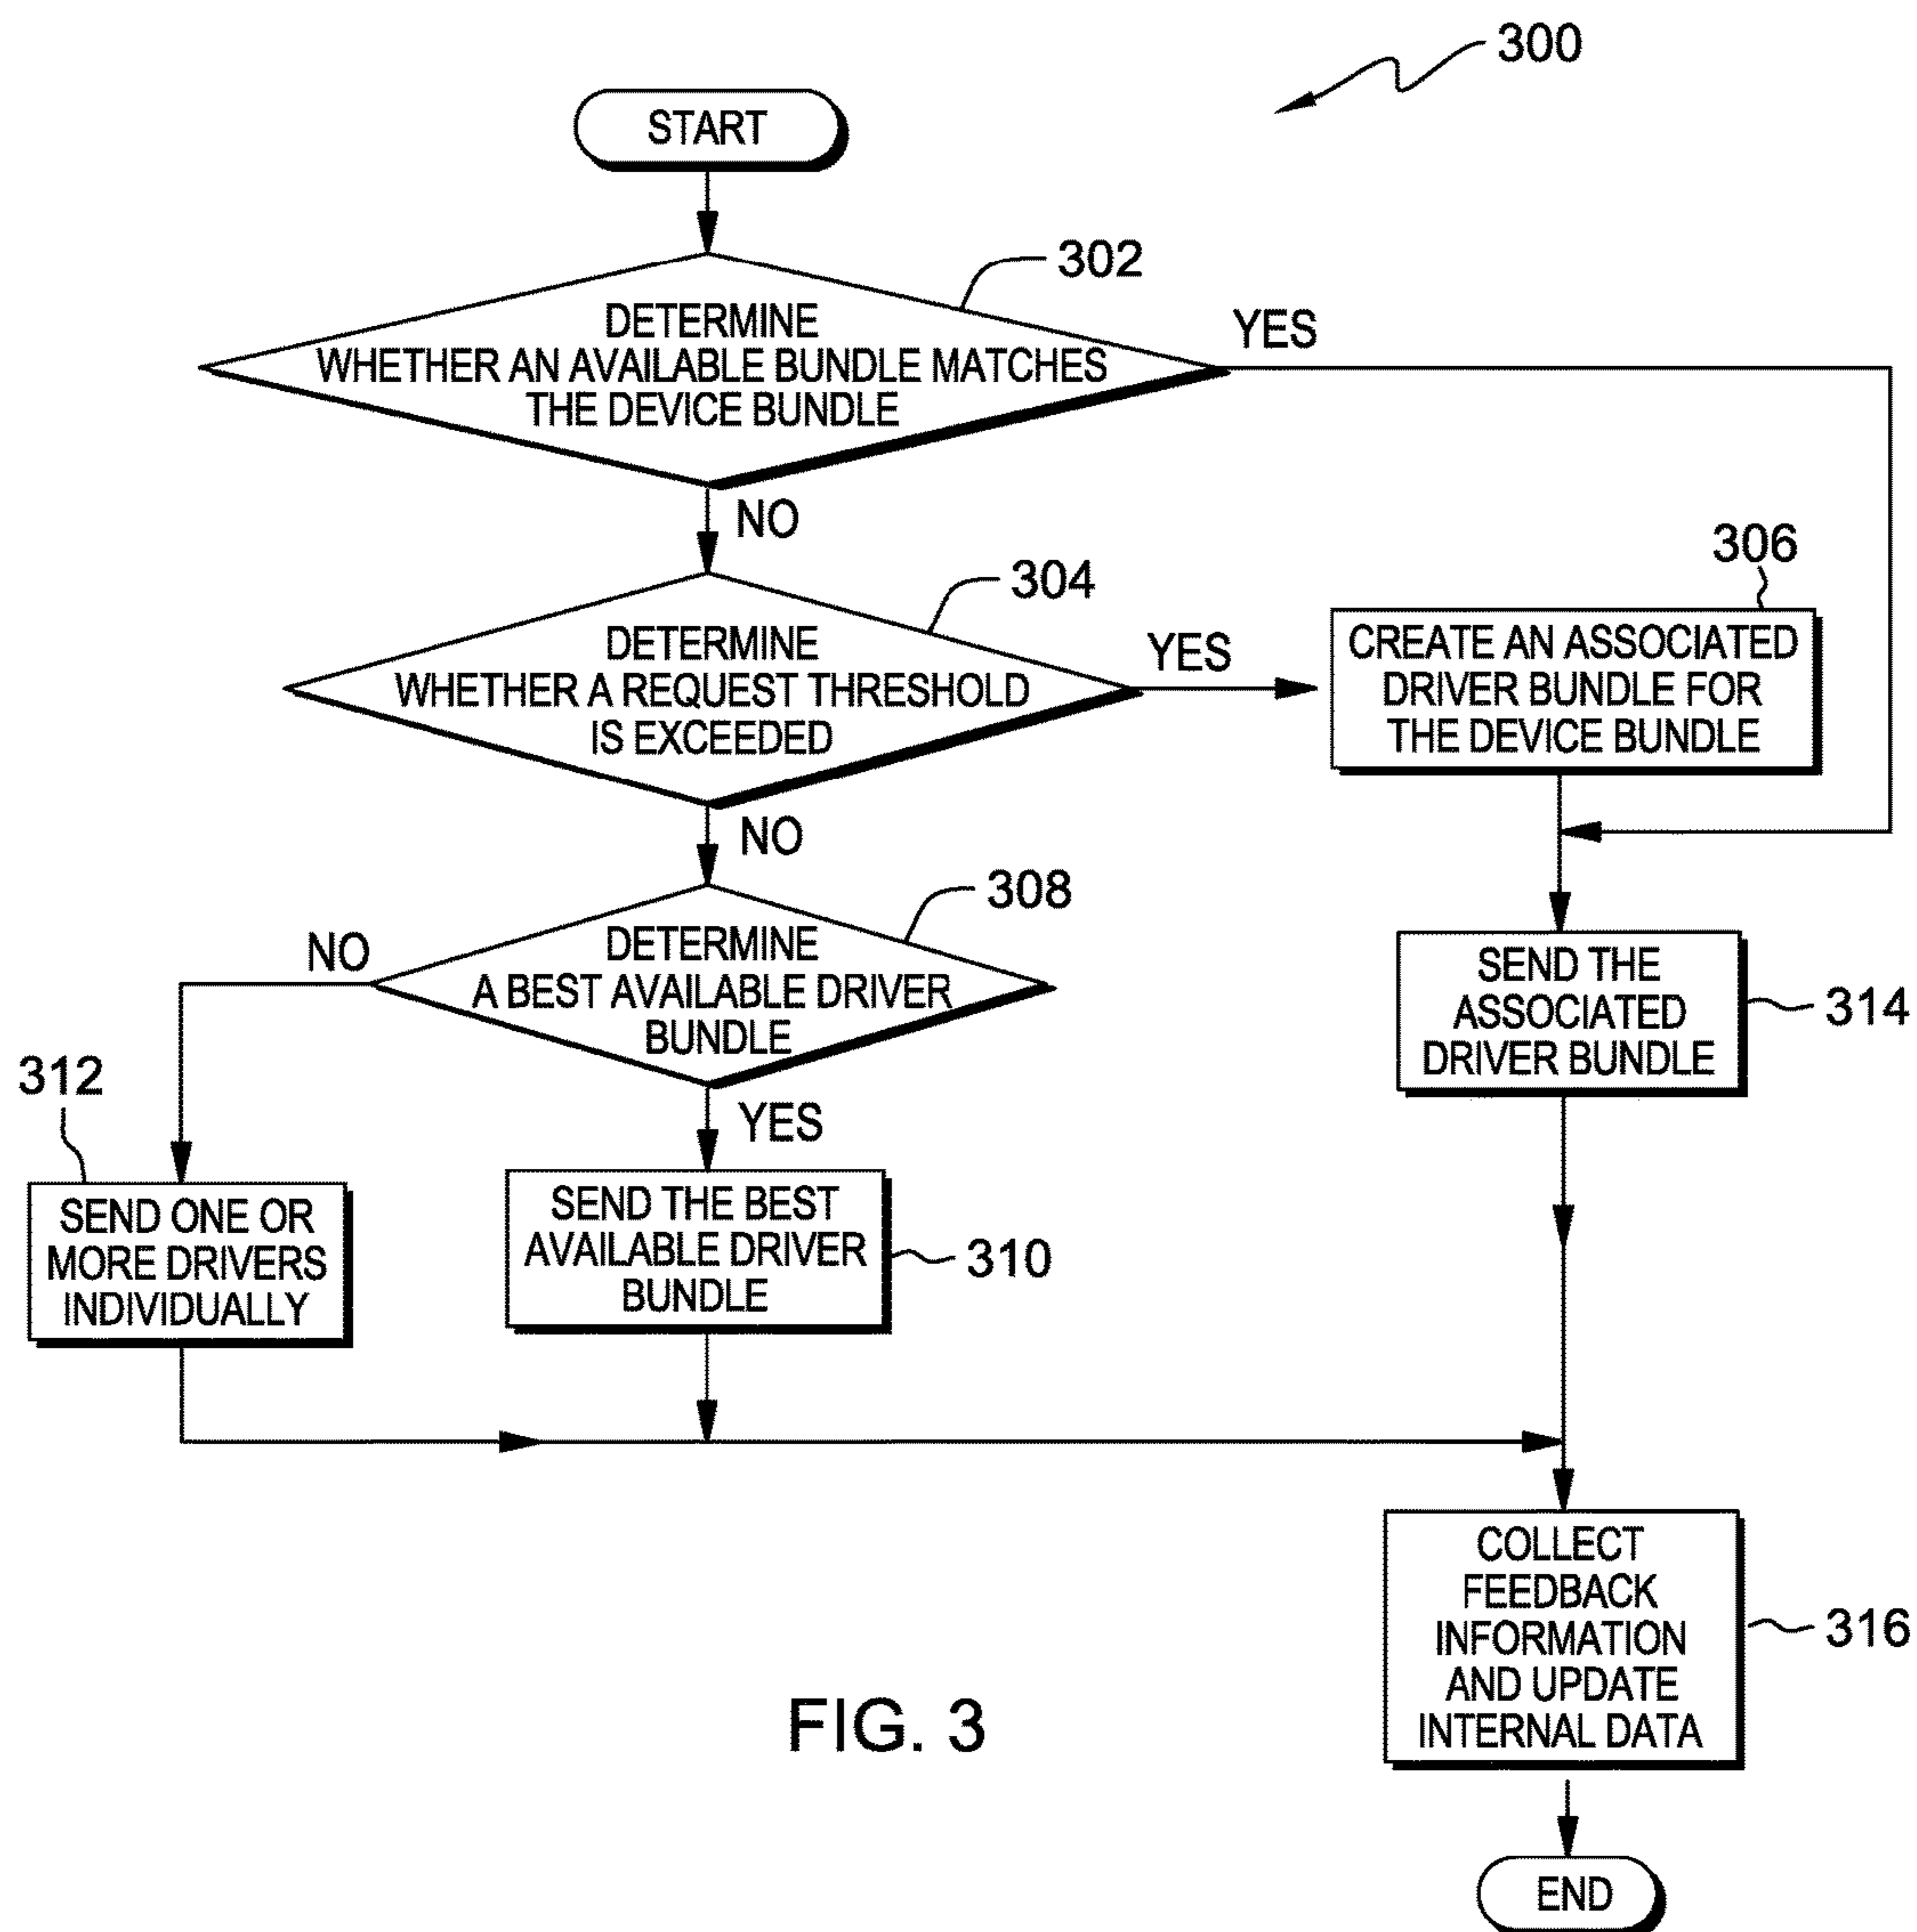 300
START
302
DETERMINE
WHETHER AN AVAILABLE BUNDLE MATCHES
THE DEVICE BUNDLE
YES
NO
304
DETERMINE
WHETHER A REQUEST THRESHOLD
IS EXCEEDED
YES
306
CREATE AN ASSOCIATED
DRIVER BUNDLE FOR
THE DEVICE BUNDLE
NO
308
DETERMINE
A BEST AVAILABLE DRIVER
BUNDLE
NO
YES
314
SEND THE
ASSOCIATED
DRIVER BUNDLE
312
SEND ONE OR
MORE DRIVERS
INDIVIDUALLY
SEND THE BEST
AVAILABLE DRIVER
BUNDLE
310
COLLECT
FEEDBACK
INFORMATION
AND UPDATE
INTERNAL DATA
316
FIG. 3
END